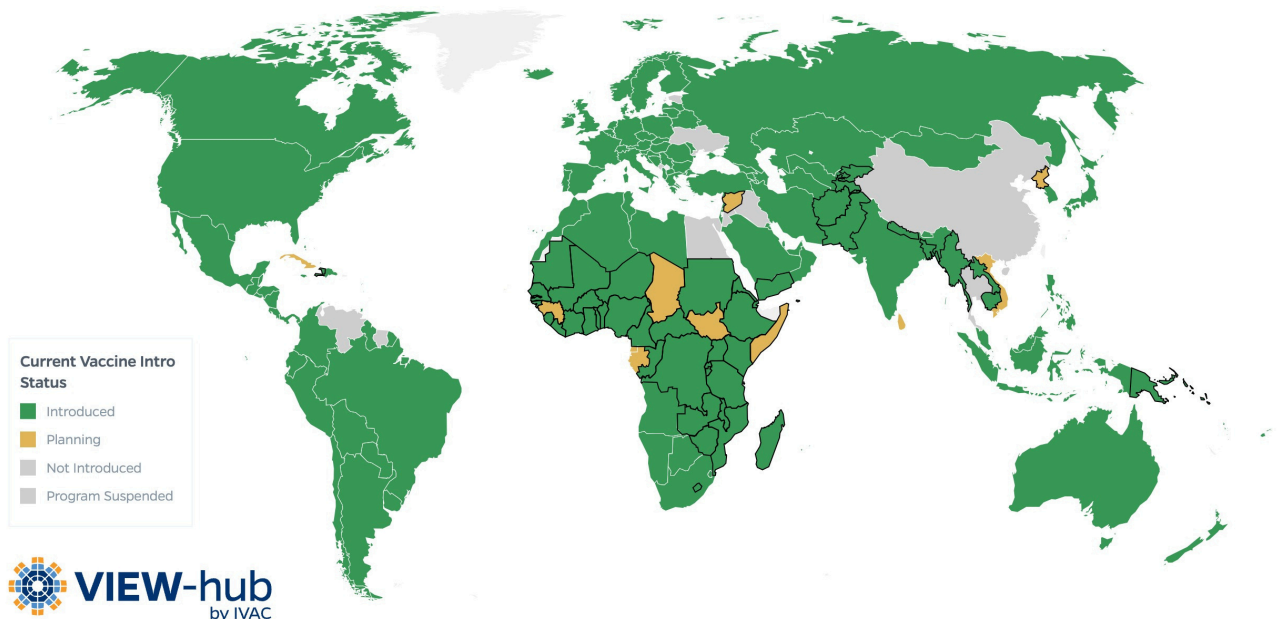 Current Vaccine Intro
Status
Introduced
Planning
Not Introduced
Program Suspended
VIEW-hub
by IVAC